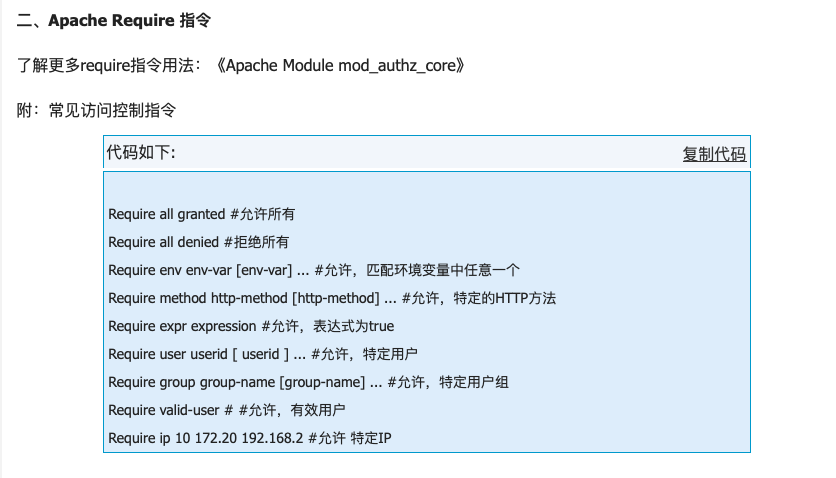 二、Apache Require 指令
了解更多require指令用法：《Apache Module mod_authz_core》
附：常见访问控制指令
代码如下:
复制代码
Require all granted #允许所有
Require all denied #拒绝所有
Require env env-var [env-var] ... #允许，匹配环境变量中任意一个
Require method http-method [http-method] ... #允许，特定的HTTP方法
Require expr expression #允许，表达式为true
Require user userid [ userid ] ... #允许，特定用户
Require group group-name [group-name] ... #允许，特定用户组
Require valid-user # #允许，有效用户
Require ip 10 172.20 192.168.2 #允许 特定IP